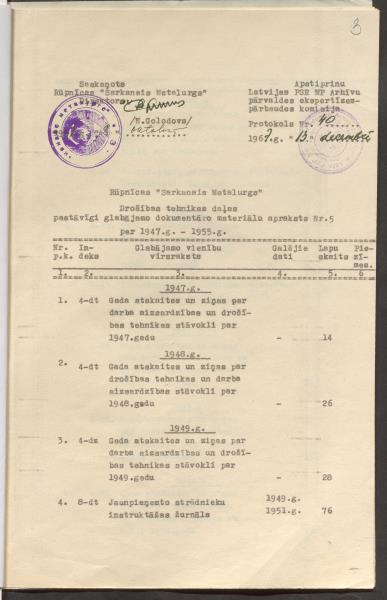 3
Saskaņots
Rūpnīcas "Sarkanais Metalurgs"
Direktors
/M.Golodovs/
Apstiprinu
Latvijas PSR MP Arhīvu
pārvaldes ekspertīzes-
pārbaudes komisija
Protokols Nr. 40
1967.g. "13." decembrī
Rūpnīcas "Sarkanais Metalurgs"
Drošības tehnikas daļas
pastāvīgi glabājamo dokumentāro materiālu apraksts Nr.5
par 1947.g. - 1955.g.
Nr. In- Glabājamo vienību Galējie Lapu Pie-
p.k. deks virsraksts dati skaits zī-
mes.
1. 2. 3. 4. 5. 6
1947.g.
1. 4-dt Gada atskaites un ziņas par
darba aizsardzības un drošī-
bas tehnikas stāvokli par
1947.gadu - 14
1948.g.
2. 4-dt Gada atskaites un ziņas par
drošības tehnikas un darba
aizsardzības stāvokli par
1948.gadu - 26
1949.g.
3. 4-dz Gada atskaites un ziņas par
darba aizsardzības un drošī-
bas tehnikas stāvokli par
1949.gadu - 28
4. 8-dt Jaunpieņemto strādnieku 1949.g.
instruktāžas žurnāls 1951.g. 76